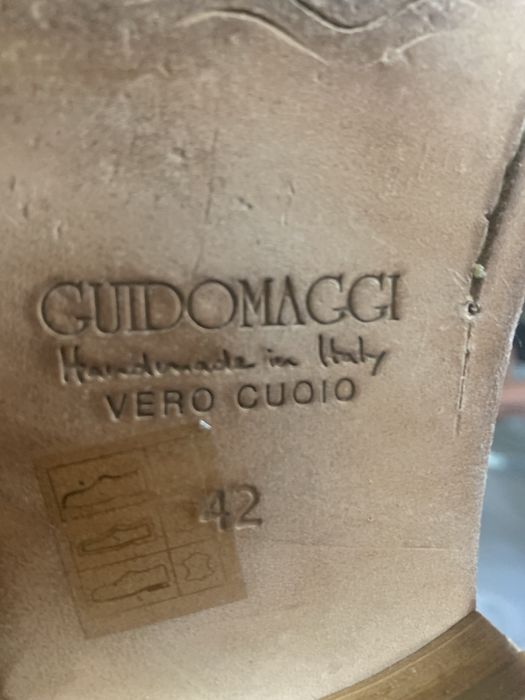 GUIDOMAGGI
Handmade in Italy
VERO CUOIO
42